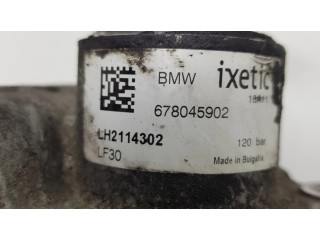 BMW ixetic
678045902
LH2114302
LF30
120 bar
Made in Bulgaria